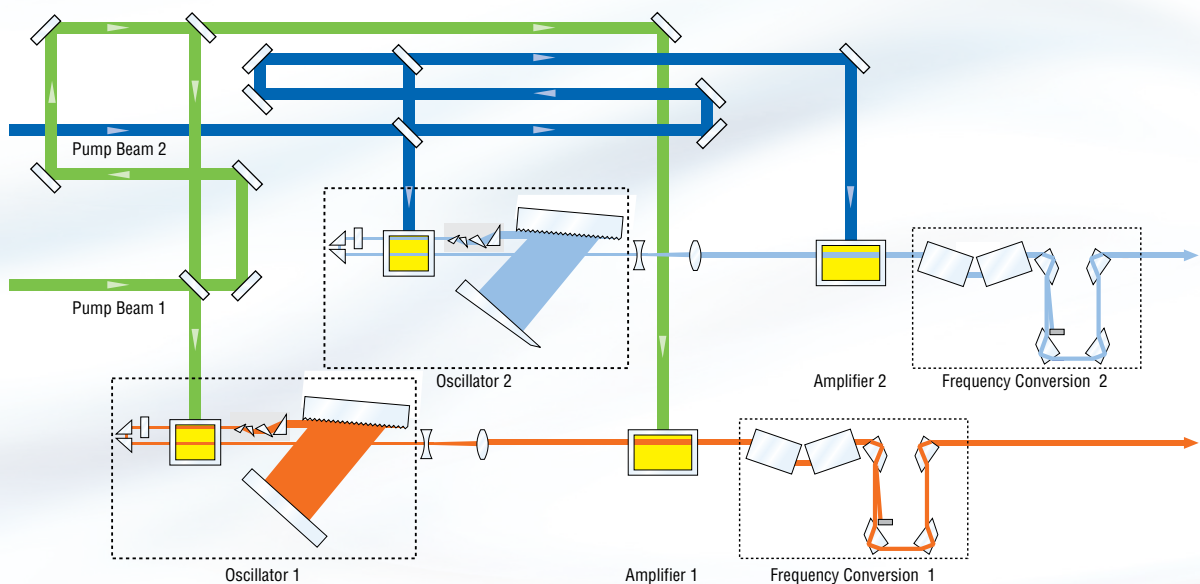 Pump Beam 2
Pump Beam 1
Oscillator 2
Amplifier 2
Frequency Conversion 2
Oscillator 1
Amplifier 1
Frequency Conversion 1